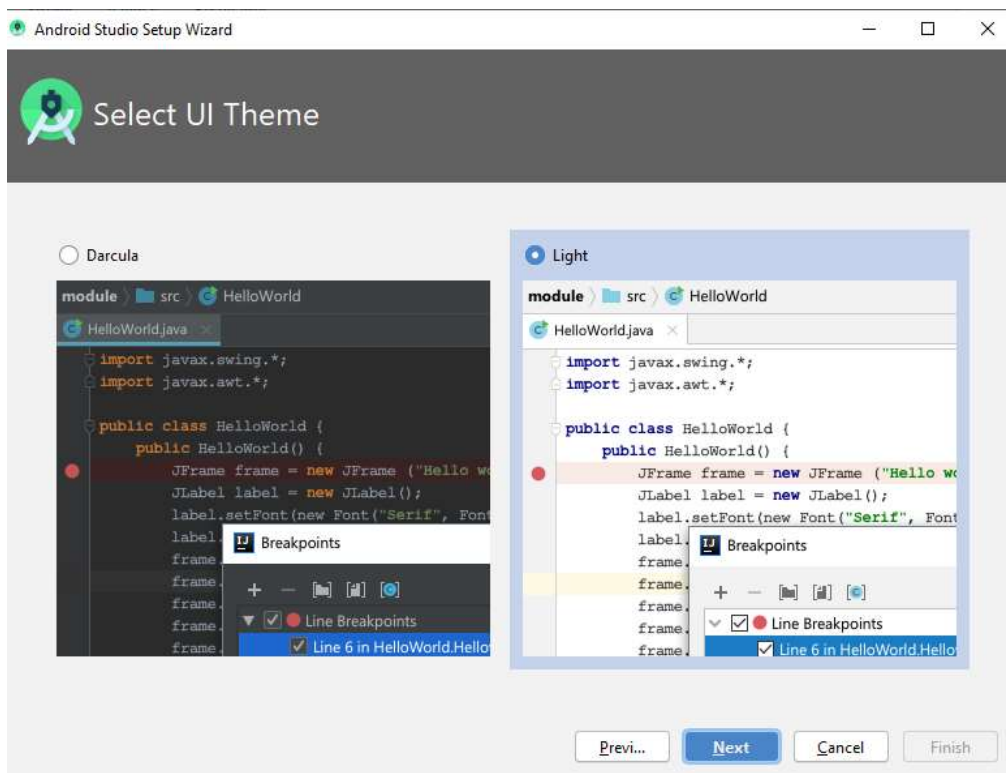 Android Studio Setup Wizard
Select UI Theme
Darcula
module src HelloWorld
HelloWorld.java
import javax.swing.*;
import javax.awt.*;
public class HelloWorld {
public HelloWorld() {
JFrame frame = new JFrame ("Hello wo
JLabel label = new JLabel();
label.setFont(new Font("Serif", Font
label.
Breakpoints
frame.
frame.
frame.
frame.
Line Breakpoints
frame.
Line 6 in HelloWorld.Hello
Light
module src HelloWorld
HelloWorld.java
import javax.swing.*;
import javax.awt.*;
public class HelloWorld {
public HelloWorld() {
JFrame frame = new JFrame ("Hello wo
JLabel label = new JLabel();
label.setFont(new Font("Serif", Font
label.
Breakpoints
frame.
frame.
frame.
frame.
Line Breakpoints
frame.
Line 6 in HelloWorld.Hello
Previ... Next Cancel Finish